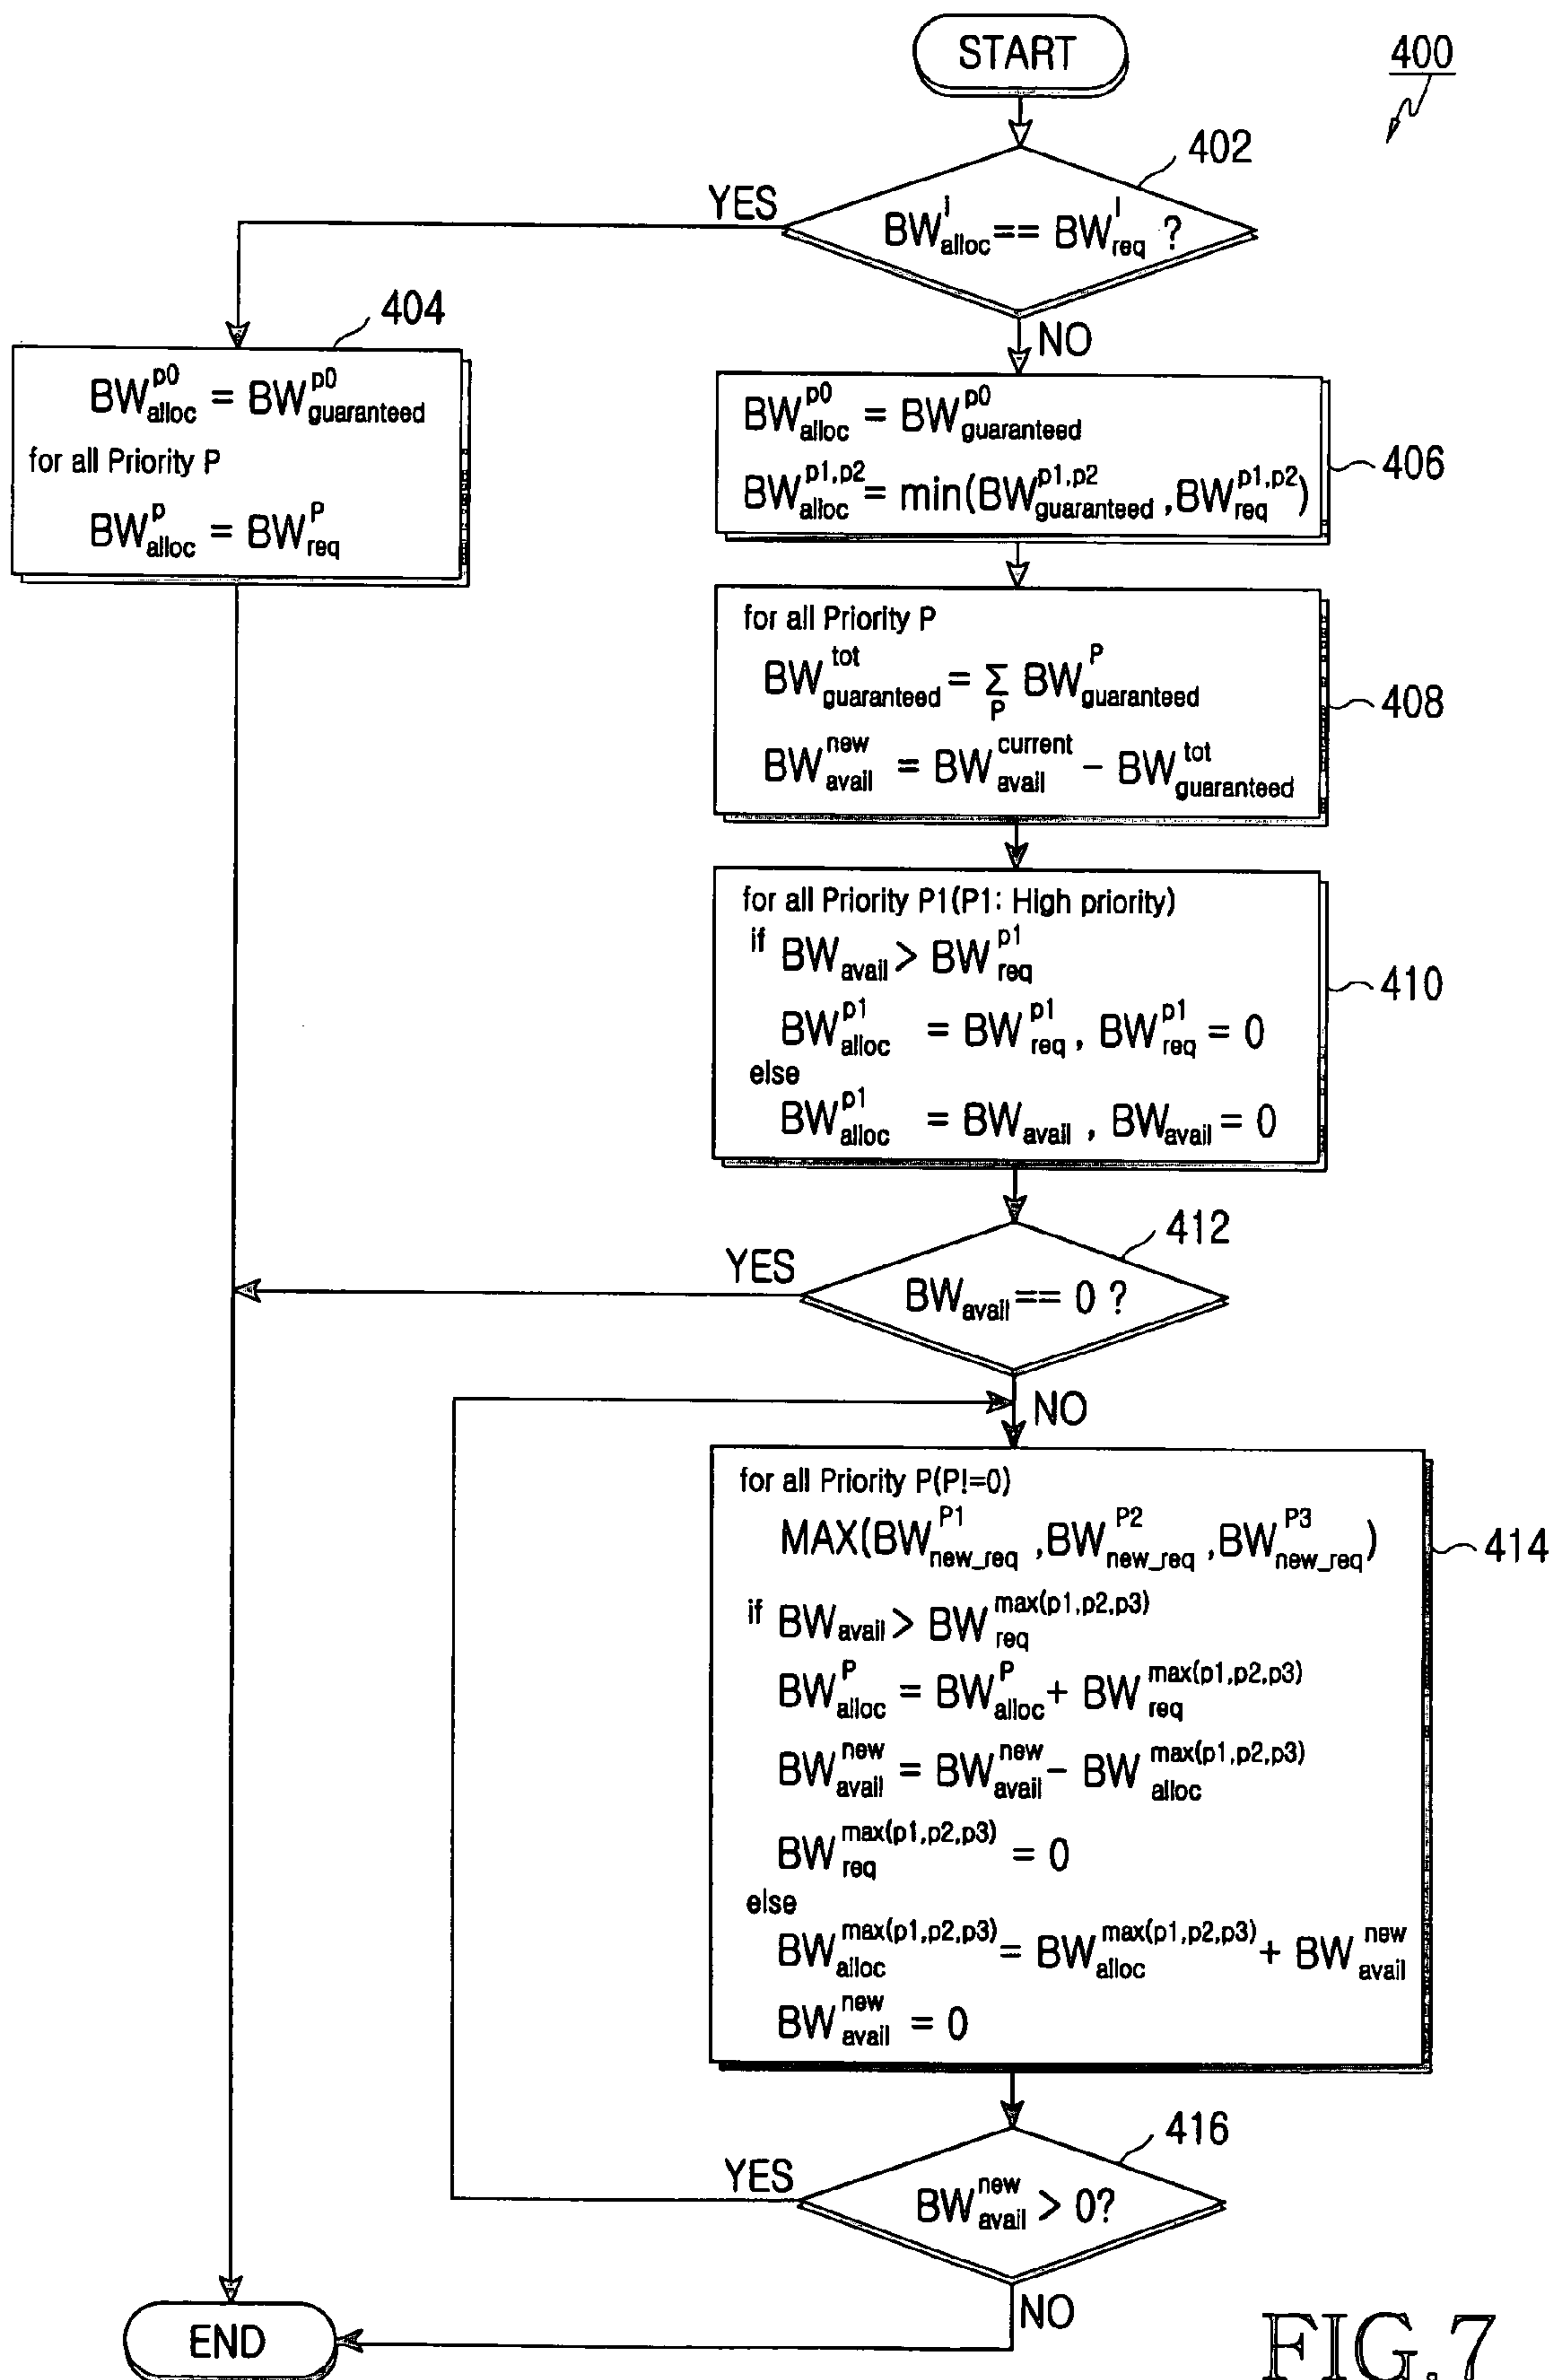 START
400
402
BW^i_alloc == BW^i_req ?
YES
NO
404
BW^p0_alloc = BW^p0_guaranteed
for all Priority P
BW^p_alloc = BW^P_req
BW^p0_alloc = BW^p0_guaranteed
BW^p1,p2_alloc = min(BW^p1,p2_guaranteed ,BW^p1,p2_req)
406
for all Priority P
BW^tot_guaranteed = Σ_P BW^P_guaranteed
BW^new_avail = BW^current_avail - BW^tot_guaranteed
408
for all Priority P1(P1: High priority)
if BW_avail > BW^p1_req
BW^p1_alloc = BW^p1_req , BW^p1_req = 0
else
BW^p1_alloc = BW_avail , BW_avail = 0
410
412
YES
BW_avail == 0 ?
NO
for all Priority P(P!=0)
MAX(BW^P1_new_req ,BW^P2_new_req ,BW^P3_new_req)
if BW_avail > BW^max(p1,p2,p3)_req
BW^P_alloc = BW^P_alloc + BW^max(p1,p2,p3)_req
BW^new_avail = BW^new_avail - BW^max(p1,p2,p3)_alloc
BW^max(p1,p2,p3)_req = 0
else
BW^max(p1,p2,p3)_alloc = BW^max(p1,p2,p3)_alloc + BW^new_avail
BW^new_avail = 0
414
416
YES
BW^new_avail > 0?
NO
END
FIG.7